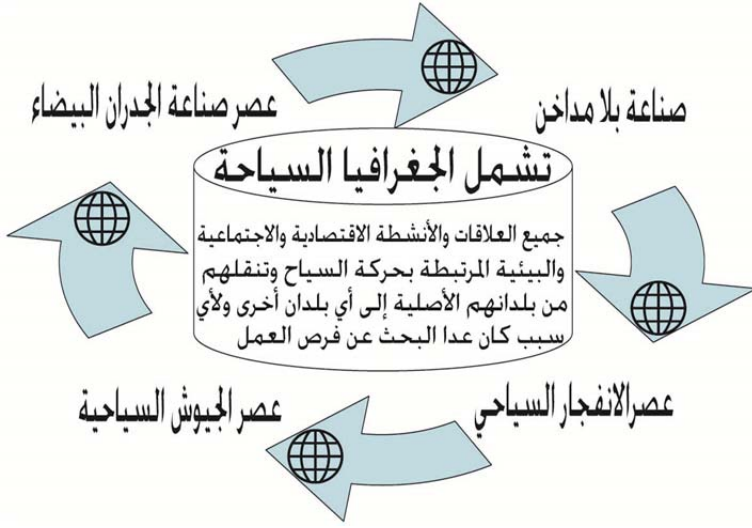 صناعة بلا مداخن
عصر صناعة الجدران البيضاء
تشمل الجغرافيا السياحة
جميع العلاقات والأنشطة الاقتصادية والاجتماعية
والبيئية المرتبطة بحركة السياح وتنقلهم
من بلدانهم الأصلية إلى أي بلدان أخرى ولأي
سبب كان عدا البحث عن فرص العمل
عصر الانفجار السياحي
عصر الجيوش السياحية